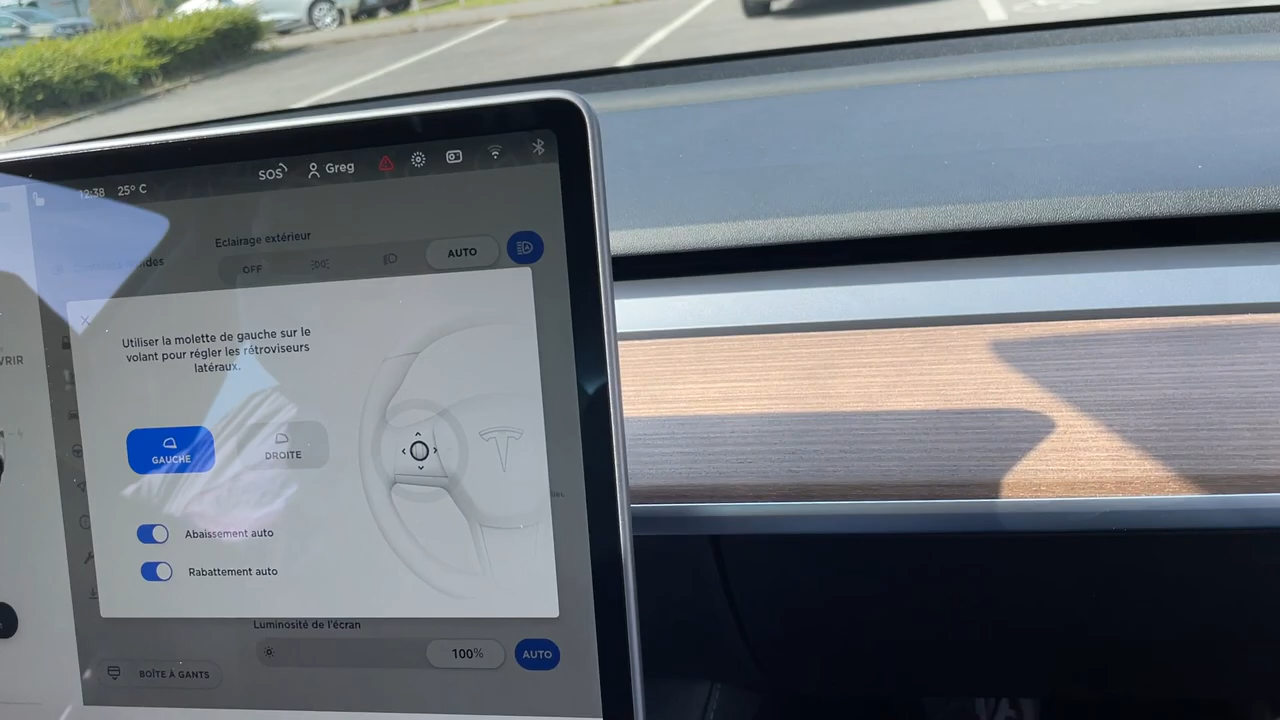 12:38 25° C SOS Greg
Eclairage extérieur
OFF AUTO
Utiliser la molette de gauche sur le
volant pour régler les rétroviseurs
latéraux.
GAUCHE DROITE
Abaissement auto
Rabattement auto
Luminosité de l'écran
100% AUTO
BOÎTE À GANTS